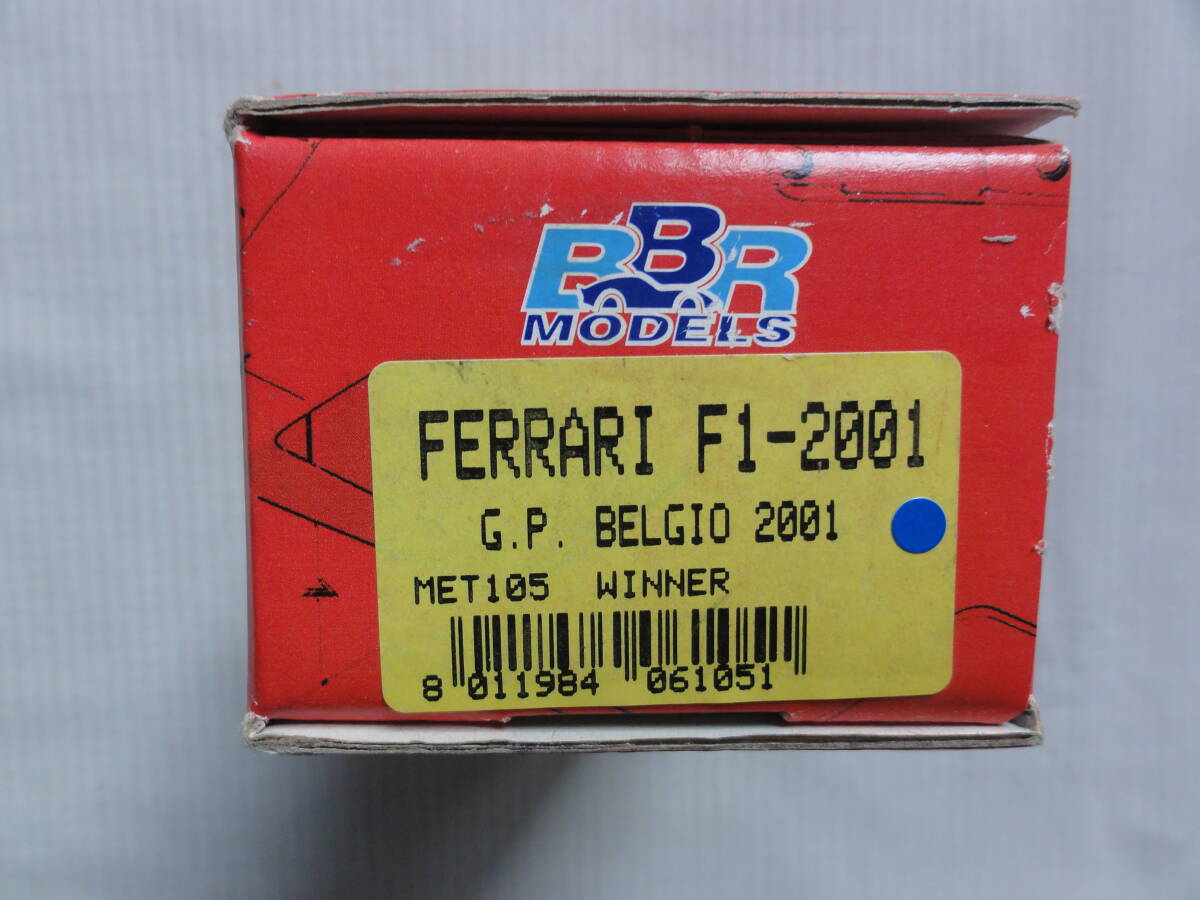 BBR
MODELS
FERRARI F1-2001
G.P. BELGIO 2001
MET105 WINNER
8 011984 061051